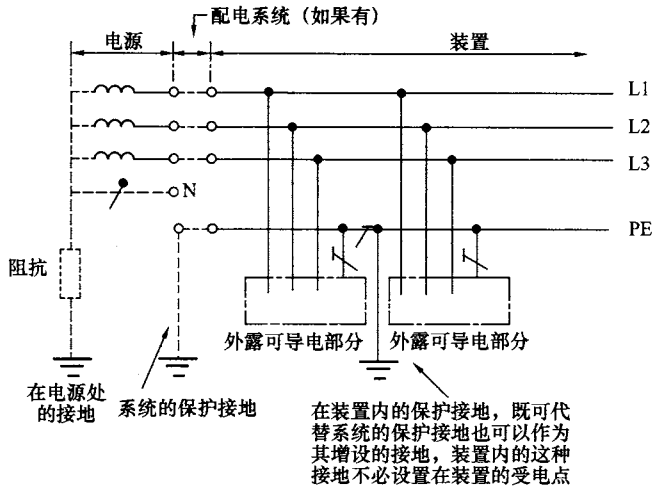 配电系统（如果有）
电源
装置
L1
L2
L3
N
PE
阻抗
外露可导电部分
外露可导电部分
在电源处
的接地
系统的保护接地
在装置内的保护接地，既可代
替系统的保护接地也可以作为
其增设的接地，装置内的这种
接地不必设置在装置的受电点